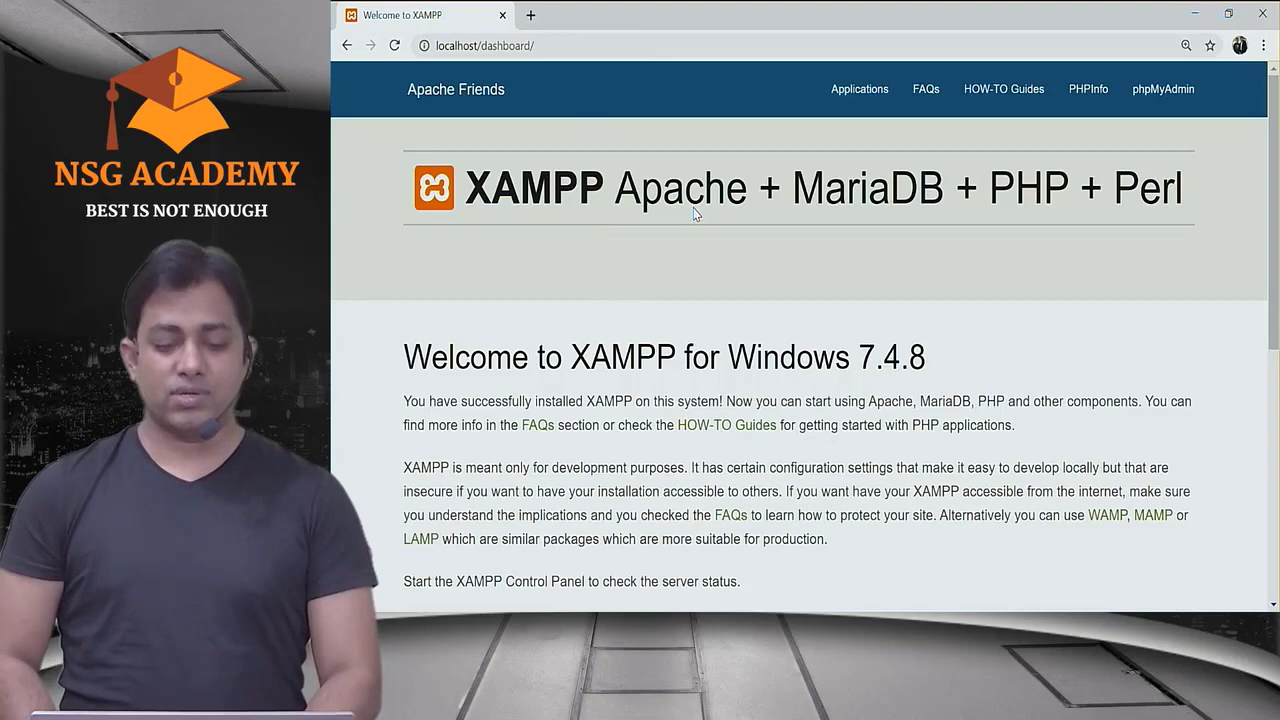 NSG ACADEMY
BEST IS NOT ENOUGH
Welcome to XAMPP
localhost/dashboard/
Apache Friends
Applications
FAQs
HOW-TO Guides
PHPInfo
phpMyAdmin
XAMPP Apache + MariaDB + PHP + Perl
Welcome to XAMPP for Windows 7.4.8
You have successfully installed XAMPP on this system! Now you can start using Apache, MariaDB, PHP and other components. You can
find more info in the FAQs section or check the HOW-TO Guides for getting started with PHP applications.
XAMPP is meant only for development purposes. It has certain configuration settings that make it easy to develop locally but that are
insecure if you want to have your installation accessible to others. If you want have your XAMPP accessible from the internet, make sure
you understand the implications and you checked the FAQs to learn how to protect your site. Alternatively you can use WAMP, MAMP or
LAMP which are similar packages which are more suitable for production.
Start the XAMPP Control Panel to check the server status.